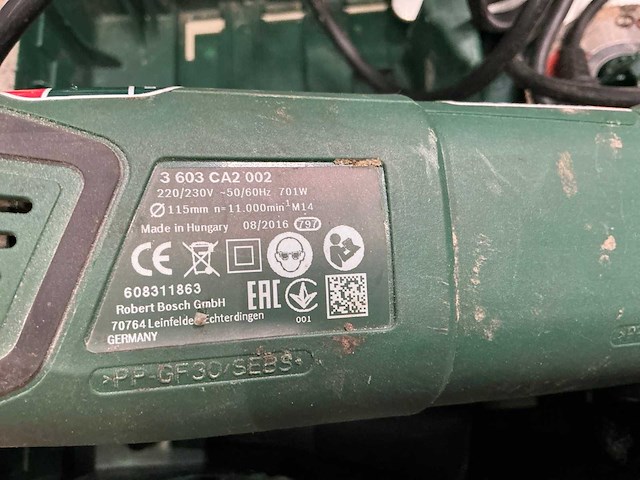 3 603 CA2 002
220/230V ~50/60Hz 701W
Ø115mm n=11.000min⁻¹ M14
Made in Hungary 08/2016 797
CE
608311863
Robert Bosch GmbH
70764 Leinfelden-Echterdingen
GERMANY
EAC
001
>PP-GF30/SEBS<